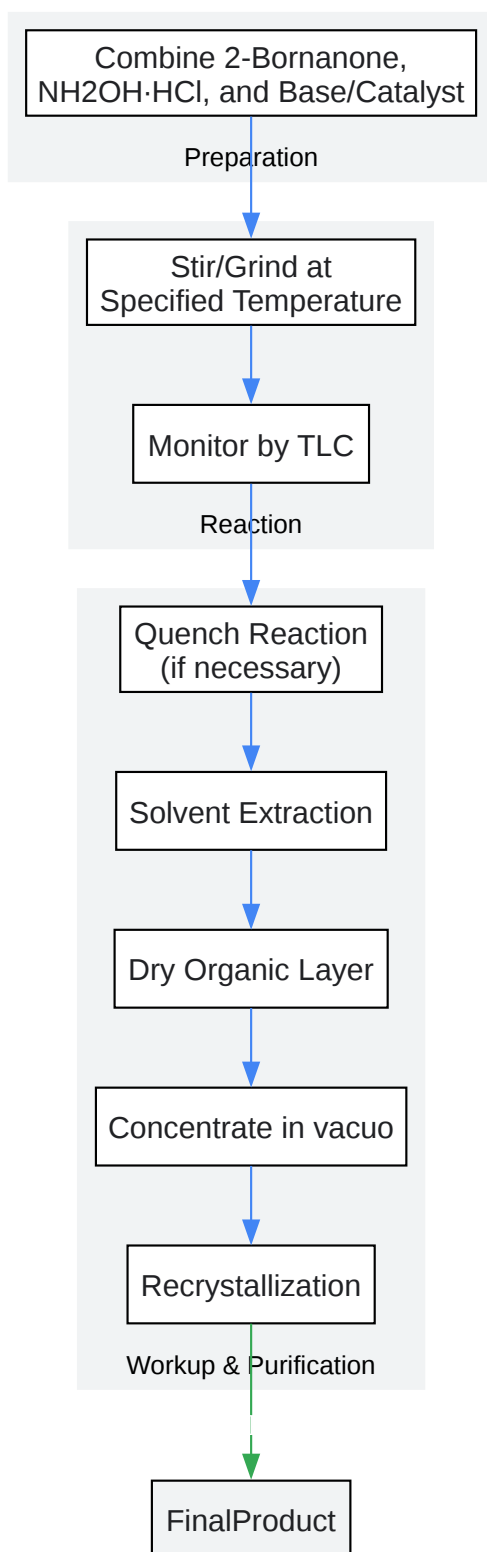 Combine 2-Bornanone,
NH2OH·HCl, and Base/Catalyst
Preparation
Stir/Grind at
Specified Temperature
Monitor by TLC
Reaction
Quench Reaction
(if necessary)
Solvent Extraction
Dry Organic Layer
Concentrate in vacuo
Recrystallization
Workup & Purification
FinalProduct